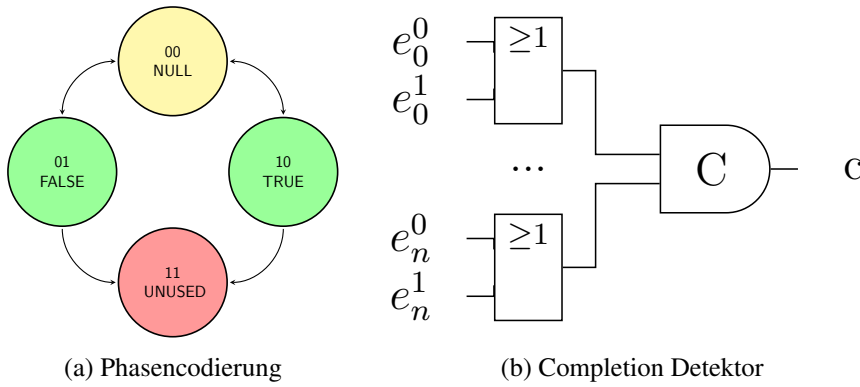 00
NULL
01
FALSE
10
TRUE
11
UNUSED
(a) Phasencodierung
e_0^0
≥1
e_0^1
...
C
c
e_n^0
≥1
e_n^1
(b) Completion Detektor